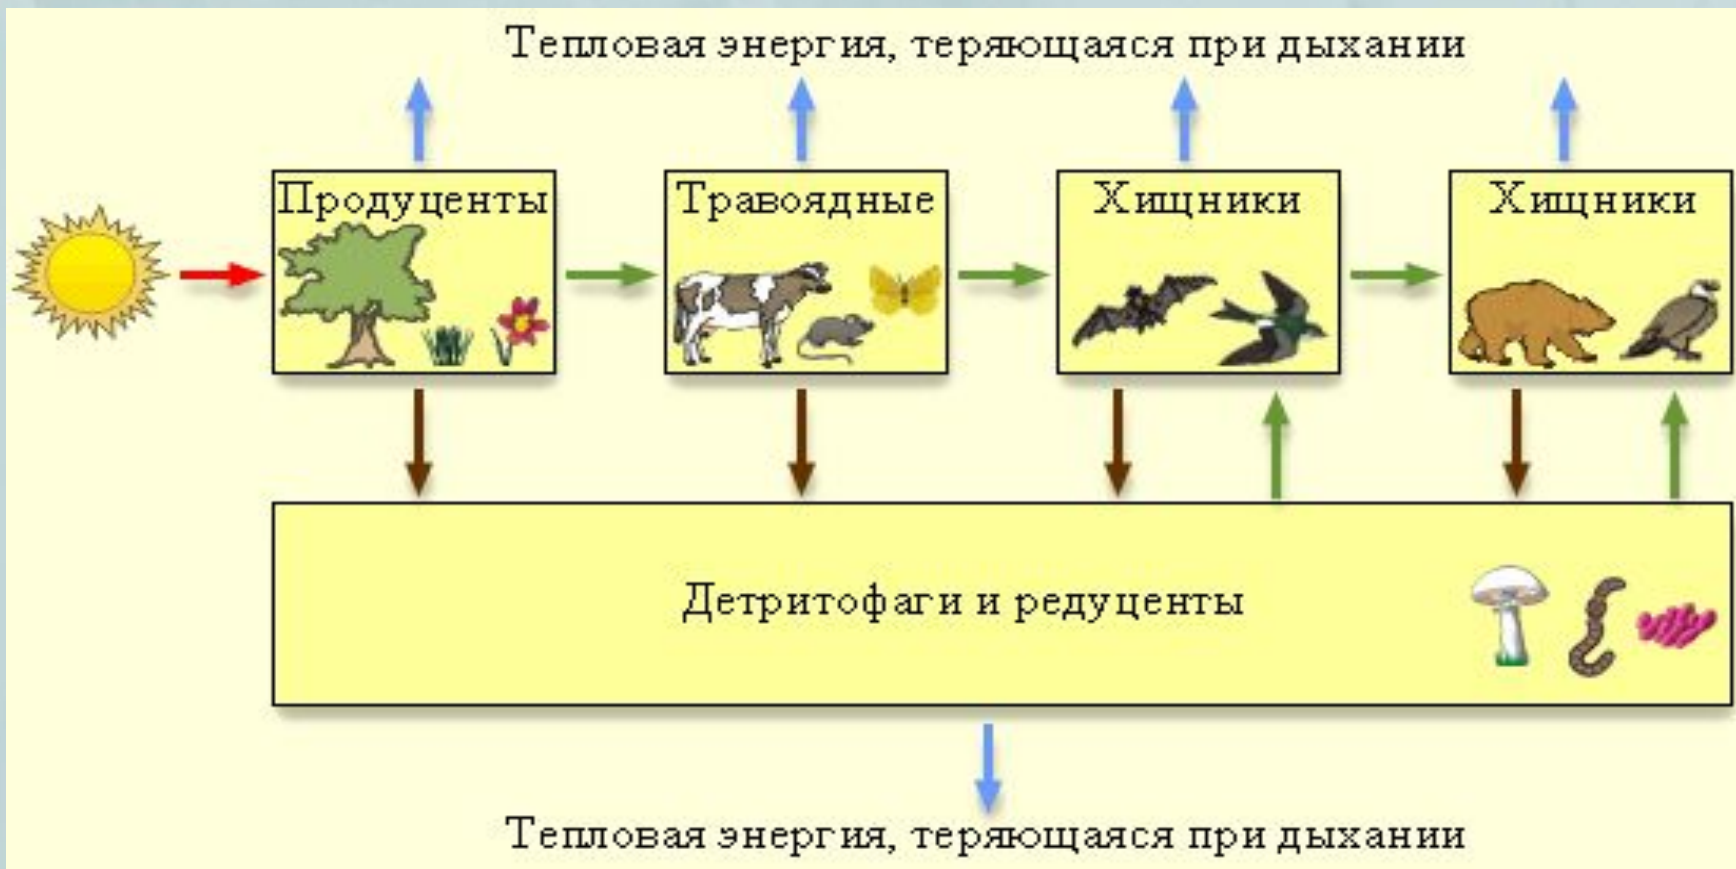 Тепловая энергия, теряющаяся при дыхании
Продуценты
Травоядные
Хищники
Хищники
Детритофаги и редуценты
Тепловая энергия, теряющаяся при дыхании